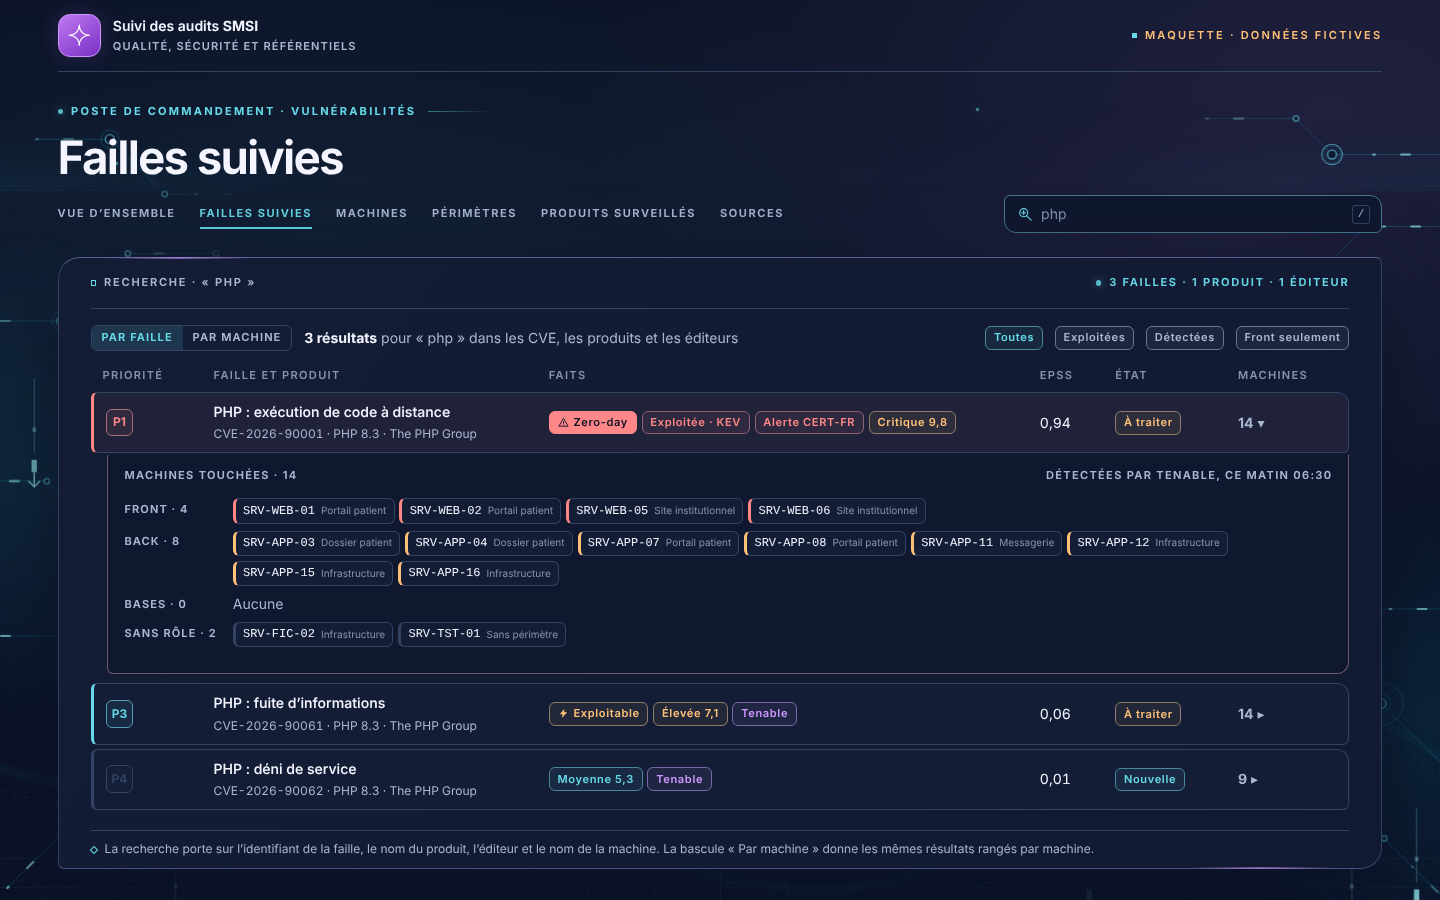 Suivi des audits SMSI
QUALITÉ, SÉCURITÉ ET RÉFÉRENTIELS
MAQUETTE · DONNÉES FICTIVES
POSTE DE COMMANDEMENT · VULNÉRABILITÉS
Failles suivies
VUE D’ENSEMBLE FAILLES SUIVIES MACHINES PÉRIMÈTRES PRODUITS SURVEILLÉS SOURCES
php /
RECHERCHE · « PHP »
3 FAILLES · 1 PRODUIT · 1 ÉDITEUR
PAR FAILLE PAR MACHINE 3 résultats pour « php » dans les CVE, les produits et les éditeurs
Toutes Exploitées Détectées Front seulement
PRIORITÉ FAILLE ET PRODUIT FAITS EPSS ÉTAT MACHINES
P1 PHP : exécution de code à distance
CVE-2026-90001 · PHP 8.3 · The PHP Group
Zero-day Exploitée · KEV Alerte CERT-FR Critique 9,8 0,94 À traiter 14 ▾
MACHINES TOUCHÉES · 14 DÉTECTÉES PAR TENABLE, CE MATIN 06:30
FRONT · 4 SRV-WEB-01 Portail patient SRV-WEB-02 Portail patient SRV-WEB-05 Site institutionnel SRV-WEB-06 Site institutionnel
BACK · 8 SRV-APP-03 Dossier patient SRV-APP-04 Dossier patient SRV-APP-07 Portail patient SRV-APP-08 Portail patient SRV-APP-11 Messagerie SRV-APP-12 Infrastructure
SRV-APP-15 Infrastructure SRV-APP-16 Infrastructure
BASES · 0 Aucune
SANS RÔLE · 2 SRV-FIC-02 Infrastructure SRV-TST-01 Sans périmètre
P3 PHP : fuite d’informations
CVE-2026-90061 · PHP 8.3 · The PHP Group
Exploitable Élevée 7,1 Tenable 0,06 À traiter 14 ▸
P4 PHP : déni de service
CVE-2026-90062 · PHP 8.3 · The PHP Group
Moyenne 5,3 Tenable 0,01 Nouvelle 9 ▸
La recherche porte sur l’identifiant de la faille, le nom du produit, l’éditeur et le nom de la machine. La bascule « Par machine » donne les mêmes résultats rangés par machine.